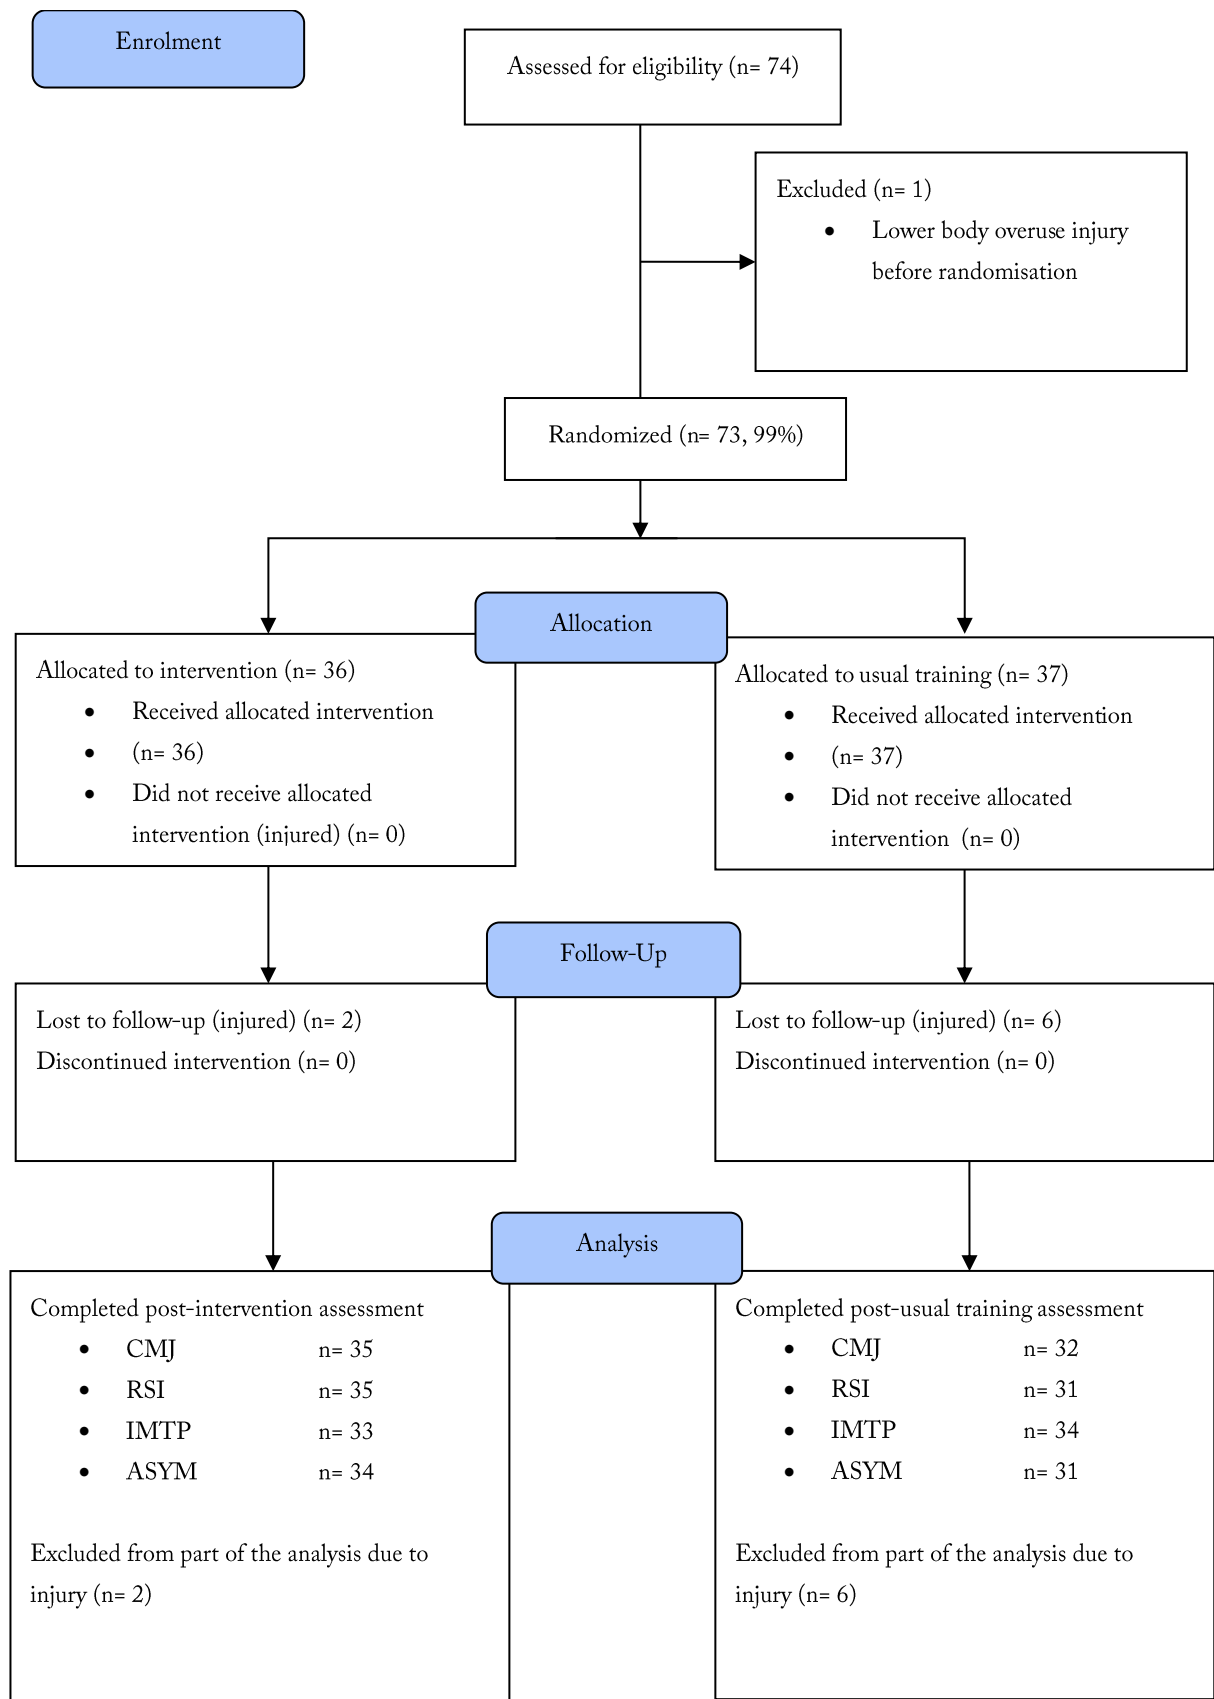 Enrolment
Assessed for eligibility (n= 74)
Excluded (n= 1)
• Lower body overuse injury
before randomisation
Randomized (n= 73, 99%)
Allocation
Allocated to intervention (n= 36)
• Received allocated intervention
• (n= 36)
• Did not receive allocated
intervention (injured) (n= 0)
Allocated to usual training (n= 37)
• Received allocated intervention
• (n= 37)
• Did not receive allocated
intervention (n= 0)
Follow-Up
Lost to follow-up (injured) (n= 2)
Discontinued intervention (n= 0)
Lost to follow-up (injured) (n= 6)
Discontinued intervention (n= 0)
Analysis
Completed post-intervention assessment
• CMJ n= 35
• RSI n= 35
• IMTP n= 33
• ASYM n= 34
Excluded from part of the analysis due to
injury (n= 2)
Completed post-usual training assessment
• CMJ n= 32
• RSI n= 31
• IMTP n= 34
• ASYM n= 31
Excluded from part of the analysis due to
injury (n= 6)